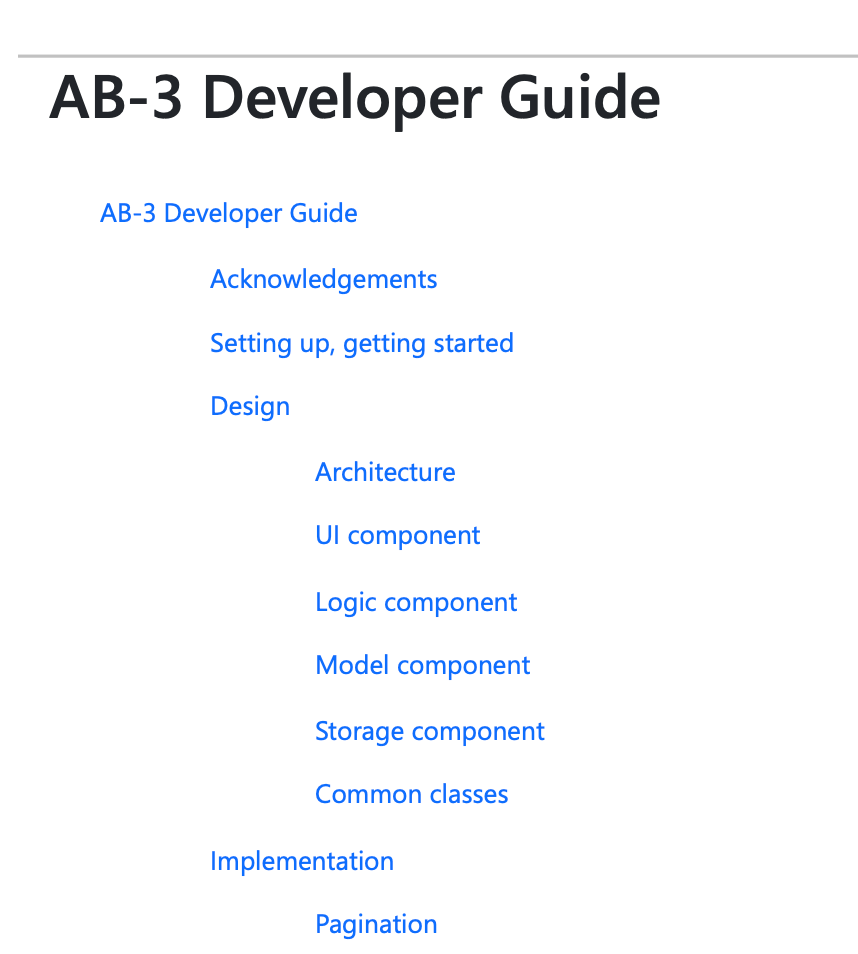 AB-3 Developer Guide
AB-3 Developer Guide
Acknowledgements
Setting up, getting started
Design
Architecture
UI component
Logic component
Model component
Storage component
Common classes
Implementation
Pagination